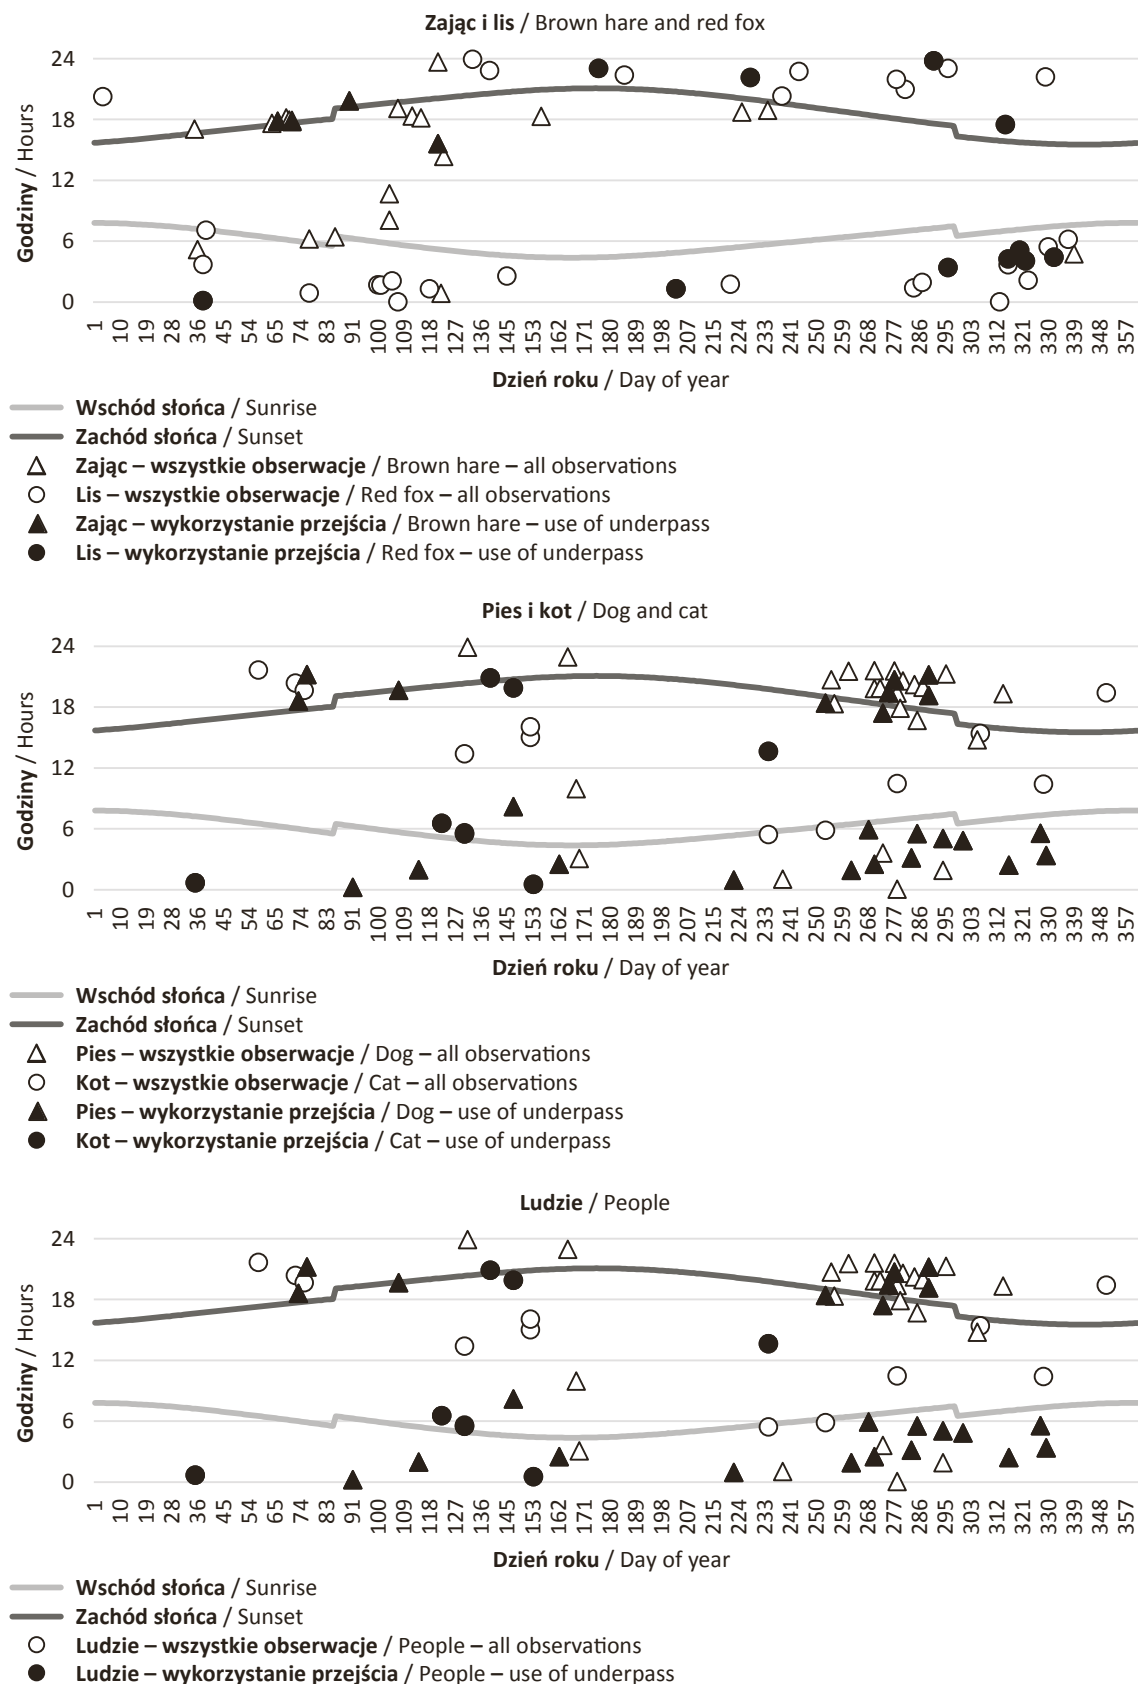 Zając i lis / Brown hare and red fox
Godziny / Hours
24
18
12
6
0
1 10 19 28 36 45 54 65 74 83 91 100 109 118 127 136 145 153 162 171 180 189 198 207 215 224 233 241 250 259 268 277 286 295 303 312 321 330 339 348 357
Dzień roku / Day of year
Wschód słońca / Sunrise
Zachód słońca / Sunset
Zając – wszystkie obserwacje / Brown hare – all observations
Lis – wszystkie obserwacje / Red fox – all observations
Zając – wykorzystanie przejścia / Brown hare – use of underpass
Lis – wykorzystanie przejścia / Red fox – use of underpass
Pies i kot / Dog and cat
Godziny / Hours
24
18
12
6
0
1 10 19 28 36 45 54 65 74 83 91 100 109 118 127 136 145 153 162 171 180 189 198 207 215 224 233 241 250 259 268 277 286 295 303 312 321 330 339 348 357
Dzień roku / Day of year
Wschód słońca / Sunrise
Zachód słońca / Sunset
Pies – wszystkie obserwacje / Dog – all observations
Kot – wszystkie obserwacje / Cat – all observations
Pies – wykorzystanie przejścia / Dog – use of underpass
Kot – wykorzystanie przejścia / Cat – use of underpass
Ludzie / People
Godziny / Hours
24
18
12
6
0
1 10 19 28 36 45 54 65 74 83 91 100 109 118 127 136 145 153 162 171 180 189 198 207 215 224 233 241 250 259 268 277 286 295 303 312 321 330 339 348 357
Dzień roku / Day of year
Wschód słońca / Sunrise
Zachód słońca / Sunset
Ludzie – wszystkie obserwacje / People – all observations
Ludzie – wykorzystanie przejścia / People – use of underpass